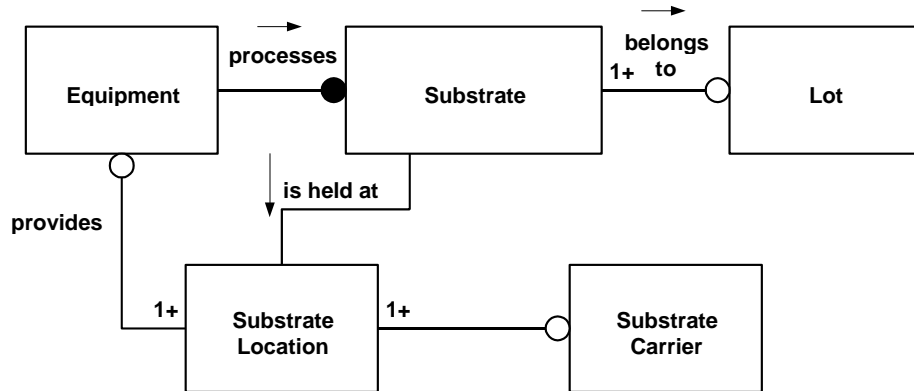 processes
belongs
to
Equipment
Substrate
1+
Lot
is held at
provides
1+
Substrate
Location
1+
Substrate
Carrier